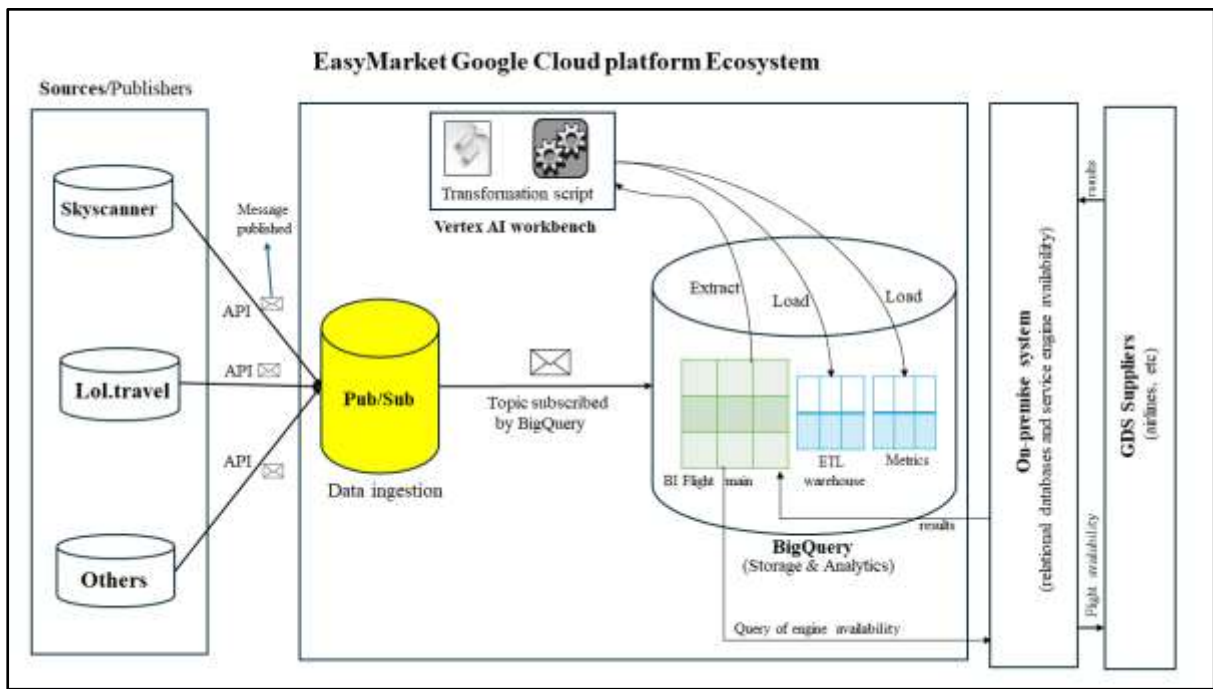 EasyMarket Google Cloud platform Ecosystem
Sources/Publishers
Skyscanner
Lol.travel
Others
Message
published
API
API
API
Pub/Sub
Data ingestion
Topic subscribed
by BigQuery
Transformation script
Vertex AI workbench
Extract
Load
Load
BI Flight main
ETL
warehouse
Metrics
results
BigQuery
(Storage & Analytics)
Query of engine availability
On-premise system
(relational databases and service engine availability)
results
Flight availability
GDS Suppliers
(airlines, etc)